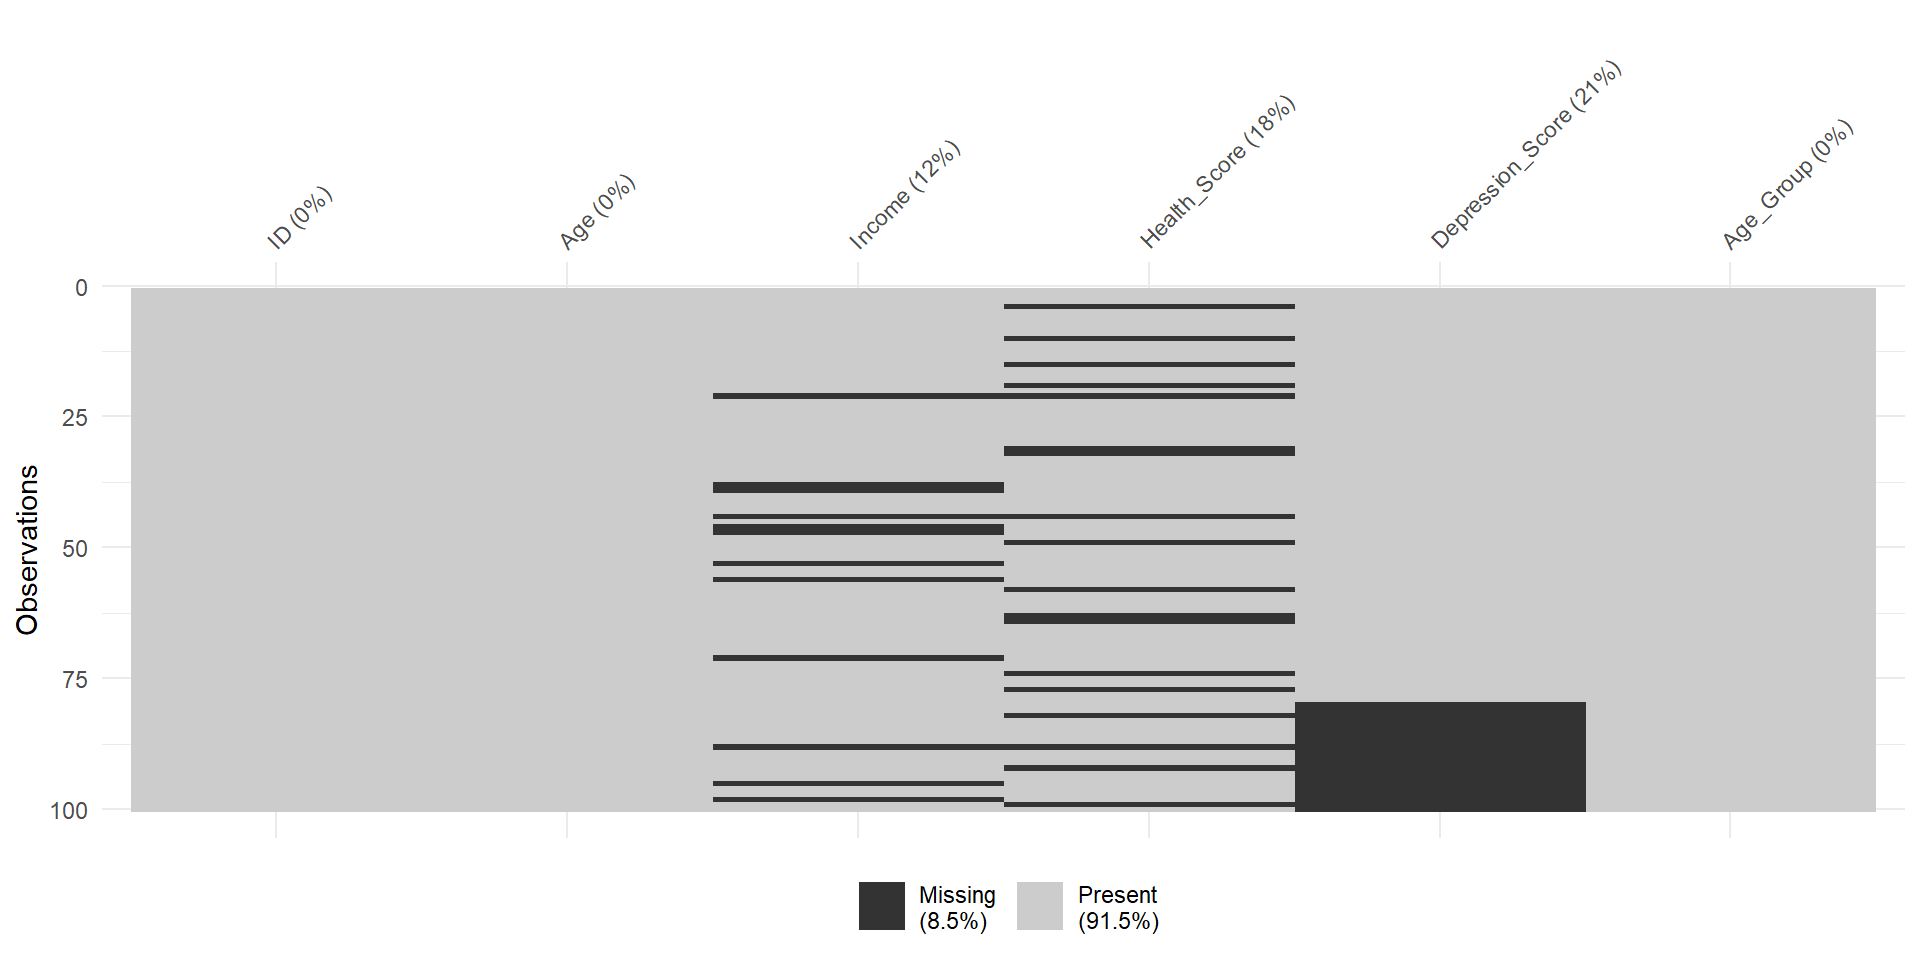 ID (0%)
Age (0%)
Income (12%)
Health_Score (18%)
Depression_Score (21%)
Age_Group (0%)
0
25
50
75
100
Observations
Missing
(8.5%)
Present
(91.5%)